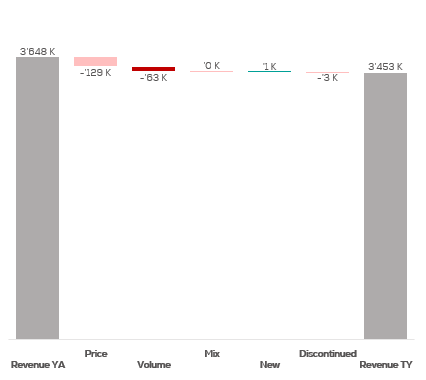 3'648 K
-'129 K
-'63 K
'0 K
'1 K
-'3 K
3'453 K
Price
Mix
Discontinued
Revenue YA
Volume
New
Revenue TY